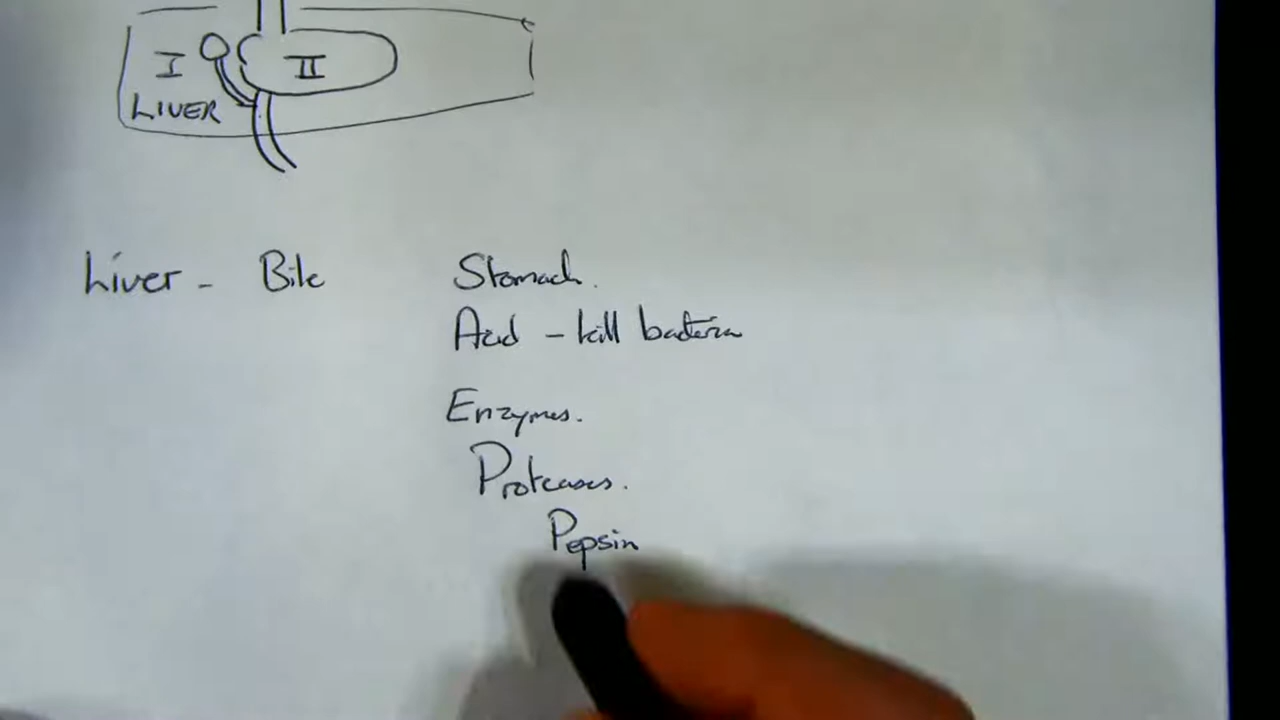 I II
LIVER
Liver - Bile Stomach.
Acid - kill bacteria
Enzymes.
Proteases.
Pepsin